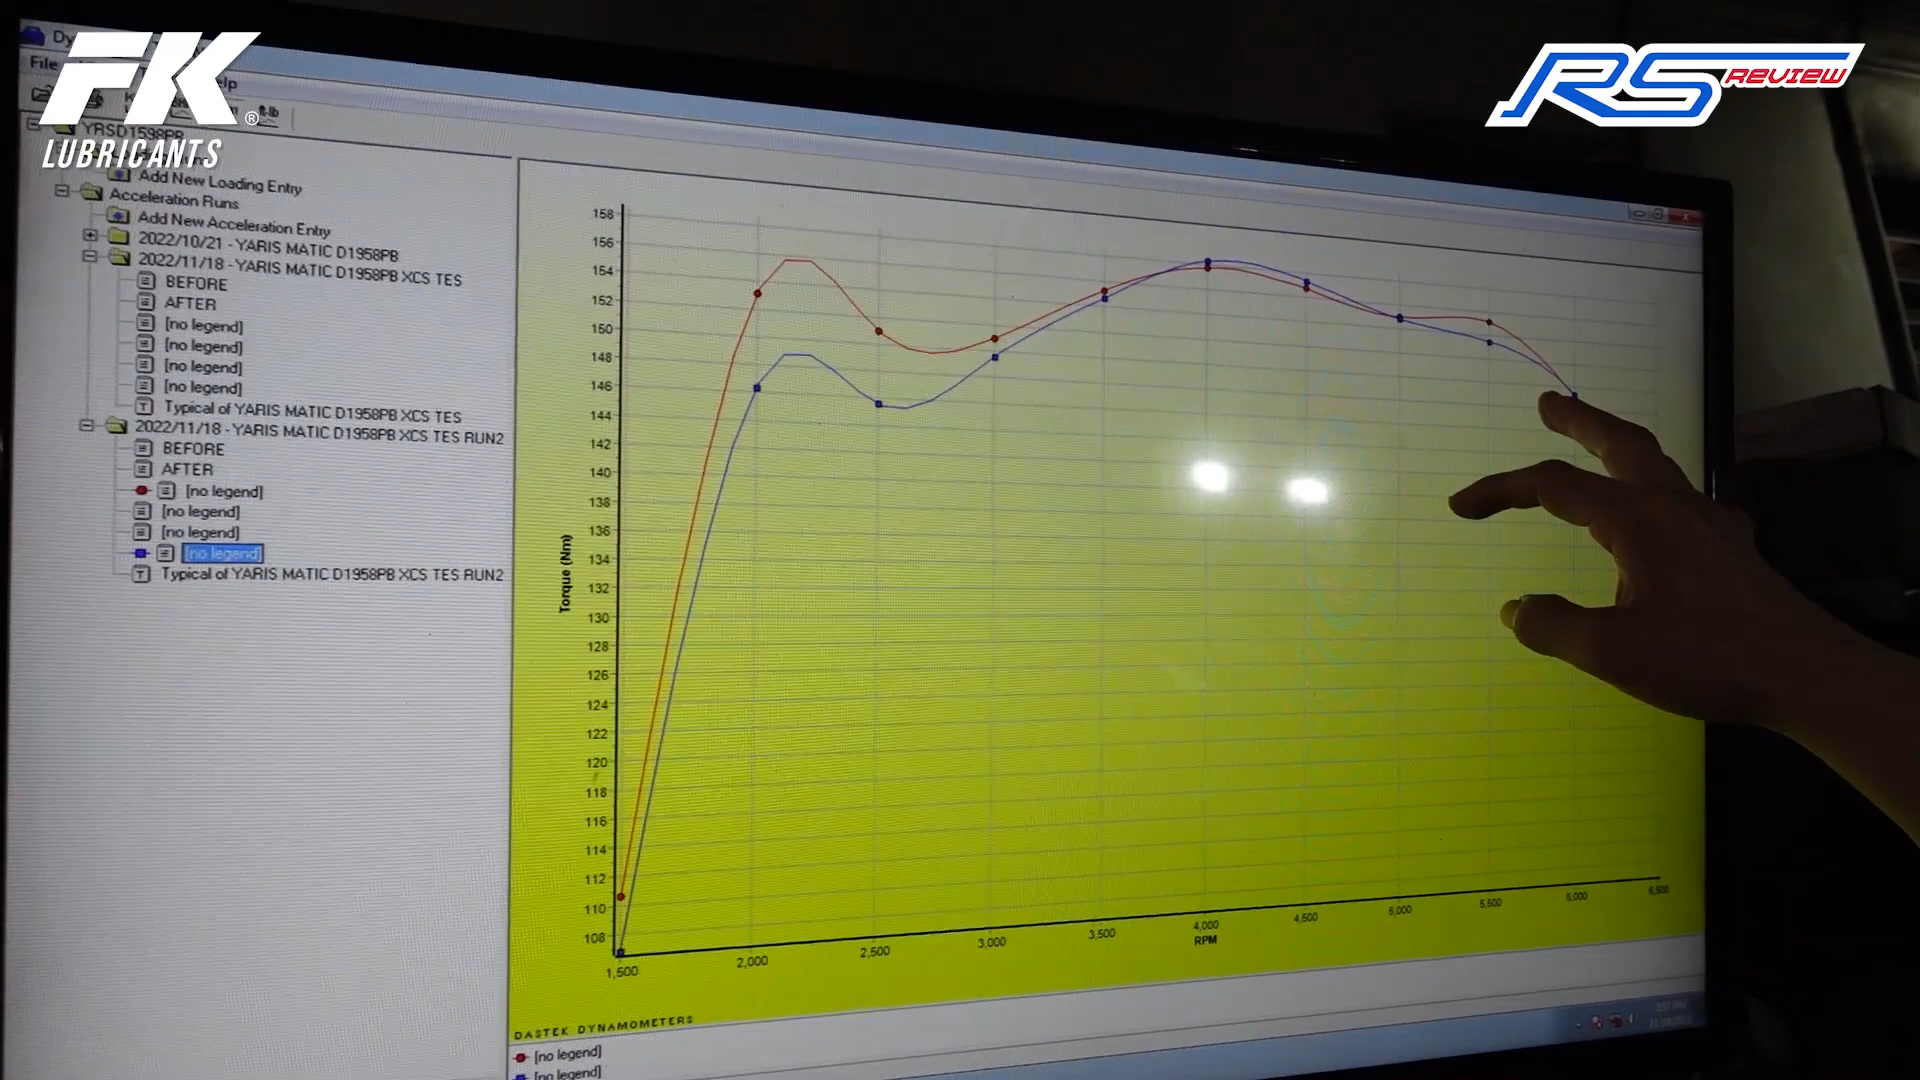 FK®
LUBRICANTS
RS REVIEW
File
ft-lb
YRSD1598PB
Add New Loading Entry
Acceleration Runs
Add New Acceleration Entry
2022/10/21 - YARIS MATIC D1958PB
2022/11/18 - YARIS MATIC D1958PB XCS TES
BEFORE
AFTER
[no legend]
[no legend]
[no legend]
[no legend]
Typical of YARIS MATIC D1958PB XCS TES
2022/11/18 - YARIS MATIC D1958PB XCS TES RUN2
BEFORE
AFTER
[no legend]
[no legend]
[no legend]
[no legend]
Typical of YARIS MATIC D1958PB XCS TES RUN2
158
156
154
152
150
148
146
144
142
140
138
136
134
132
130
128
126
124
122
120
118
116
114
112
110
108
Torque (Nm)
1,500 2,000 2,500 3,000 3,500 4,000 4,500 5,000 5,500 6,000 6,500
RPM
DASTEK DYNAMOMETERS
[no legend]
[no legend]